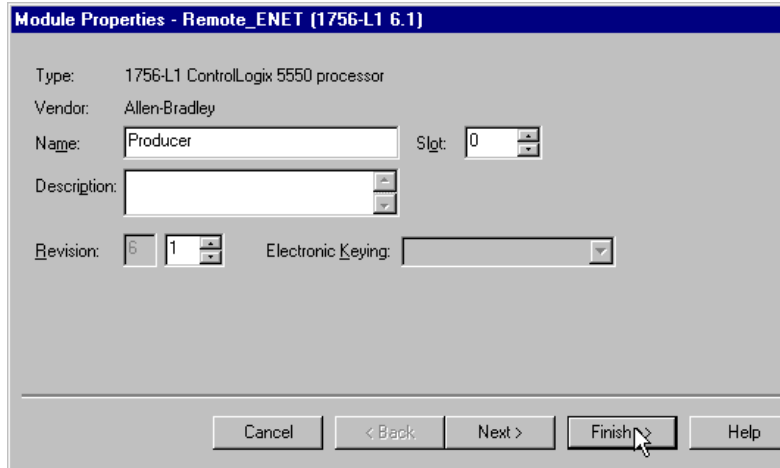 Module Properties - Remote_ENET (1756-L1 6.1)
Type: 1756-L1 ControlLogix 5550 processor
Vendor: Allen-Bradley
Name: Producer Slot: 0
Description:
Revision: 6 1 Electronic Keying:
Cancel < Back Next > Finish >> Help